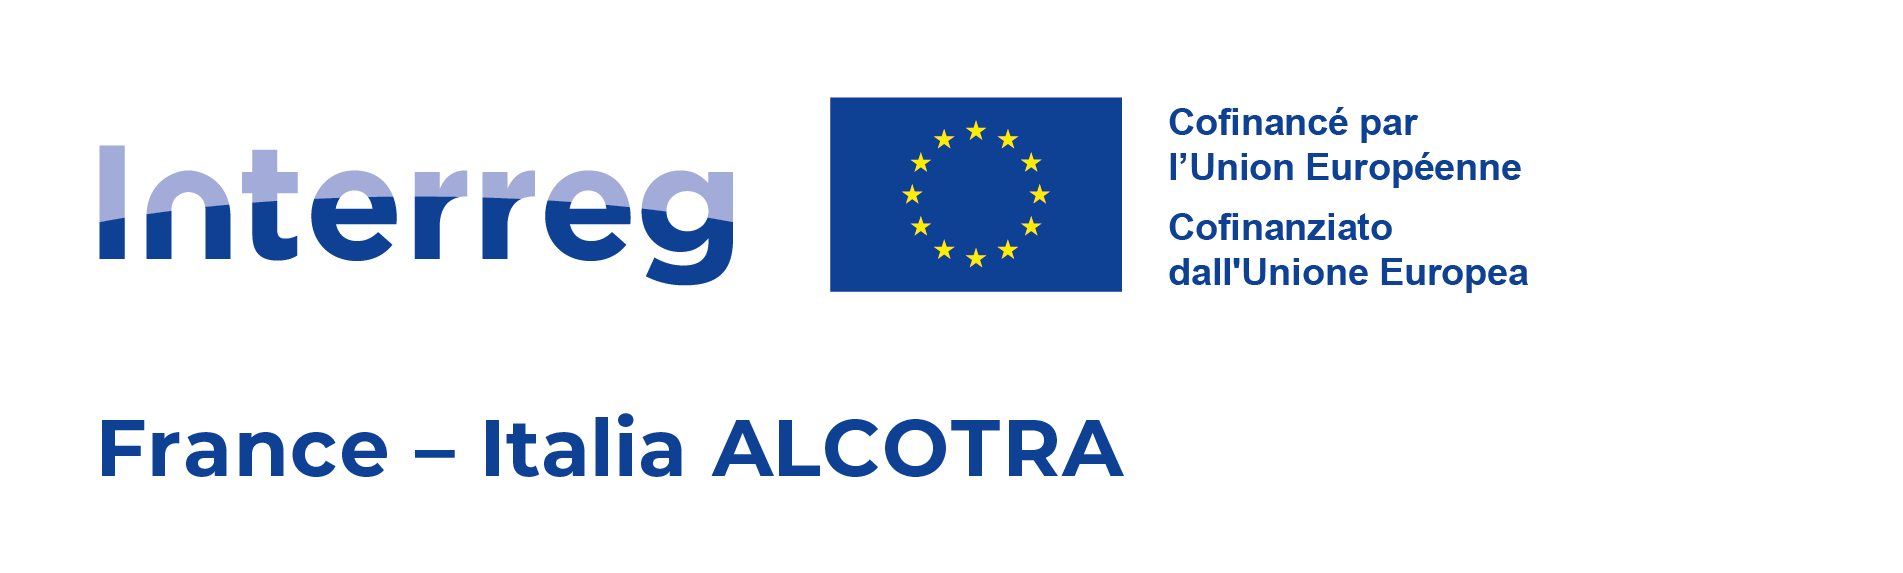 Interreg
Cofinancé par
l’Union Européenne
Cofinanziato
dall'Unione Europea
France – Italia ALCOTRA